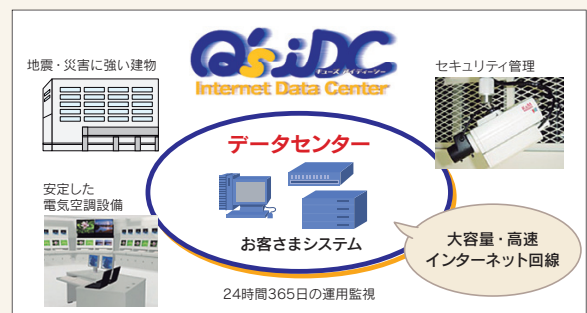 Q'siDC
キューズ アイディーシー
Internet Data Center
地震・災害に強い建物
セキュリティ管理
データセンター
安定した
電気空調設備
お客さまシステム
大容量・高速
インターネット回線
24時間365日の運用監視